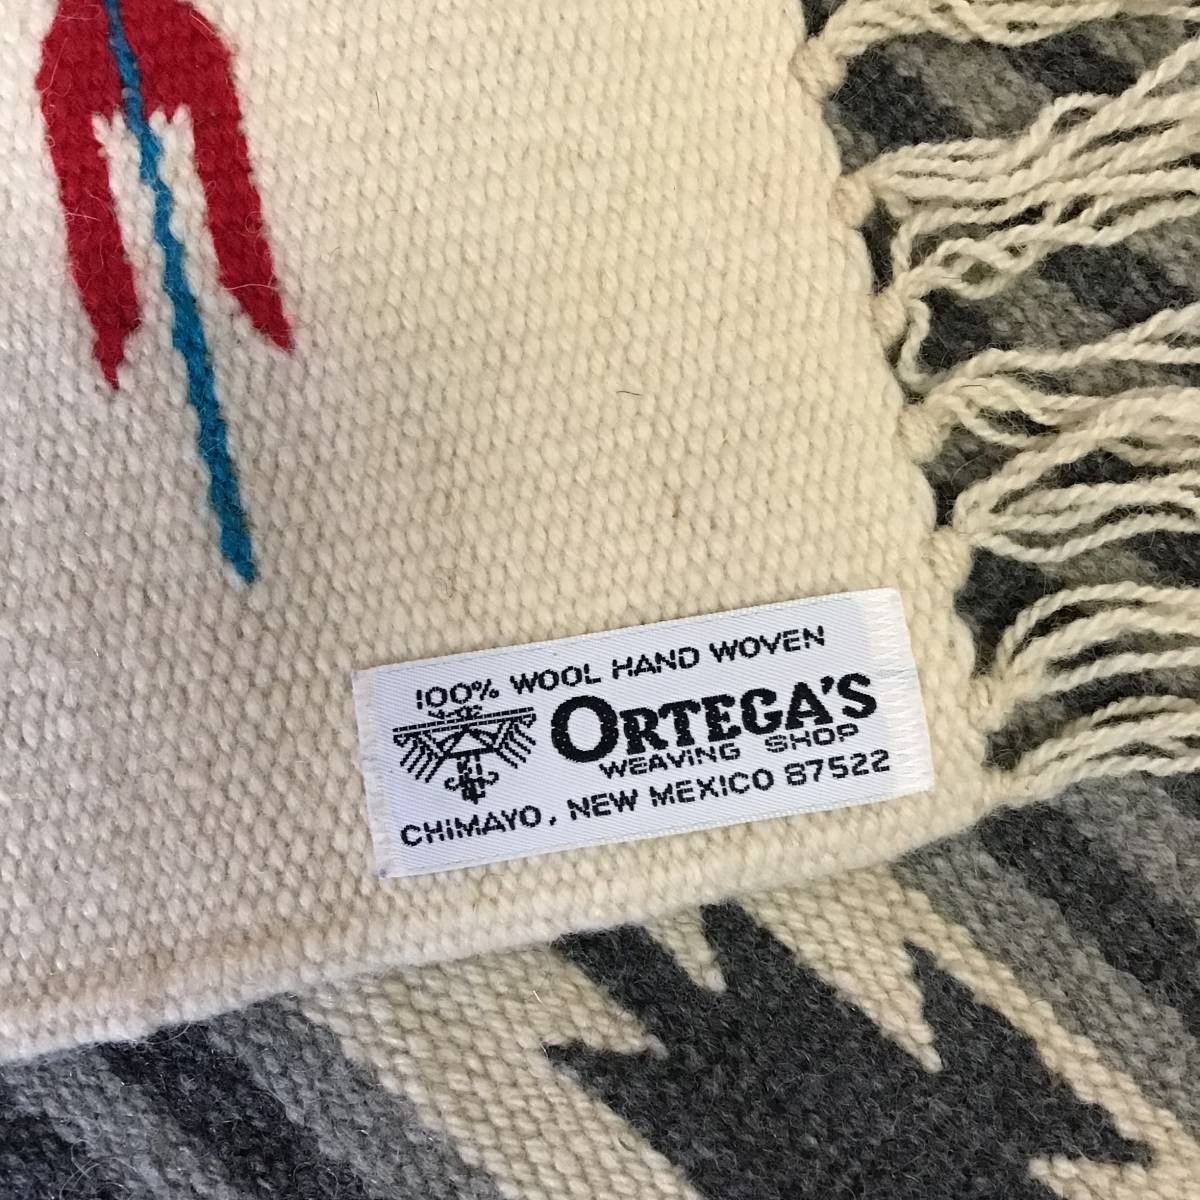 100% WOOL HAND WOVEN
ORTEGA'S
WEAVING SHOP
CHIMAYO, NEW MEXICO 87522